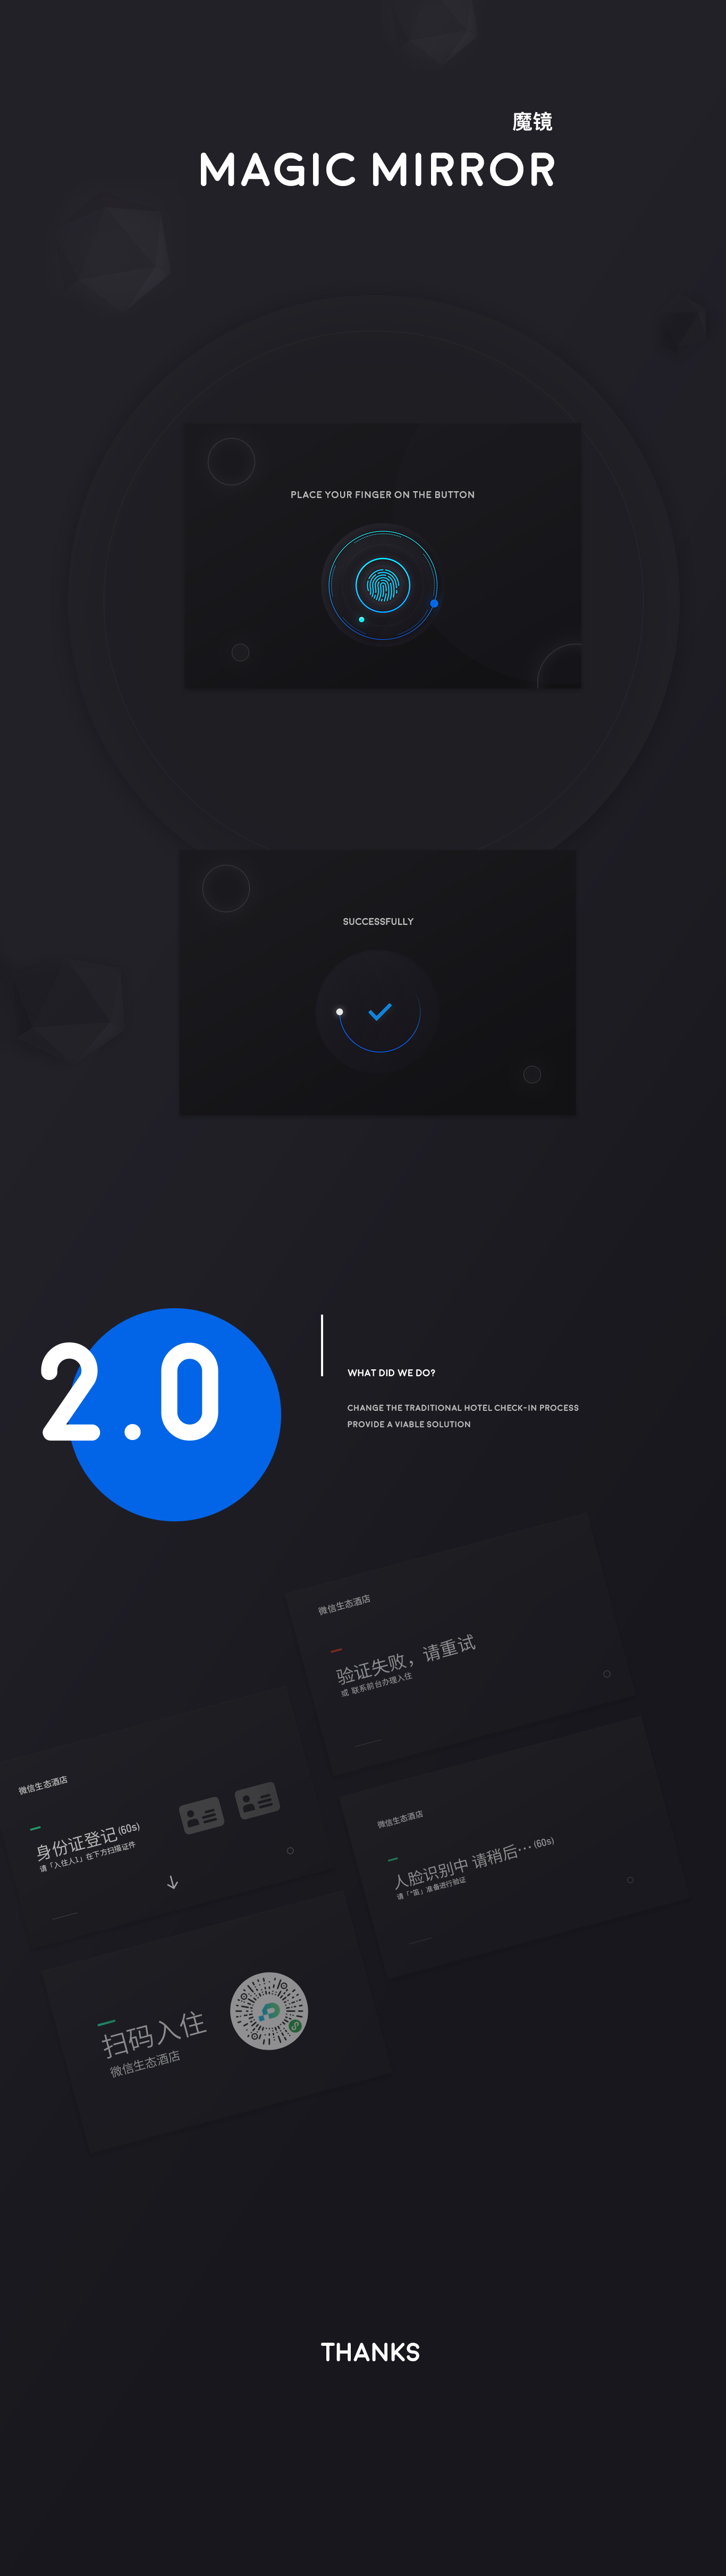 魔镜
MAGIC MIRROR
PLACE YOUR FINGER ON THE BUTTON
SUCCESSFULLY
2.0
WHAT DID WE DO?
CHANGE THE TRADITIONAL HOTEL CHECK-IN PROCESS
PROVIDE A VIABLE SOLUTION
微信生态酒店
验证失败，请重试
或 联系前台办理入住
微信生态酒店
身份证登记 (60s)
请「入住人1」在下方扫描证件
微信生态酒店
人脸识别中 请稍后··· (60s)
请「*笛」准备进行验证
扫码入住
微信生态酒店
THANKS